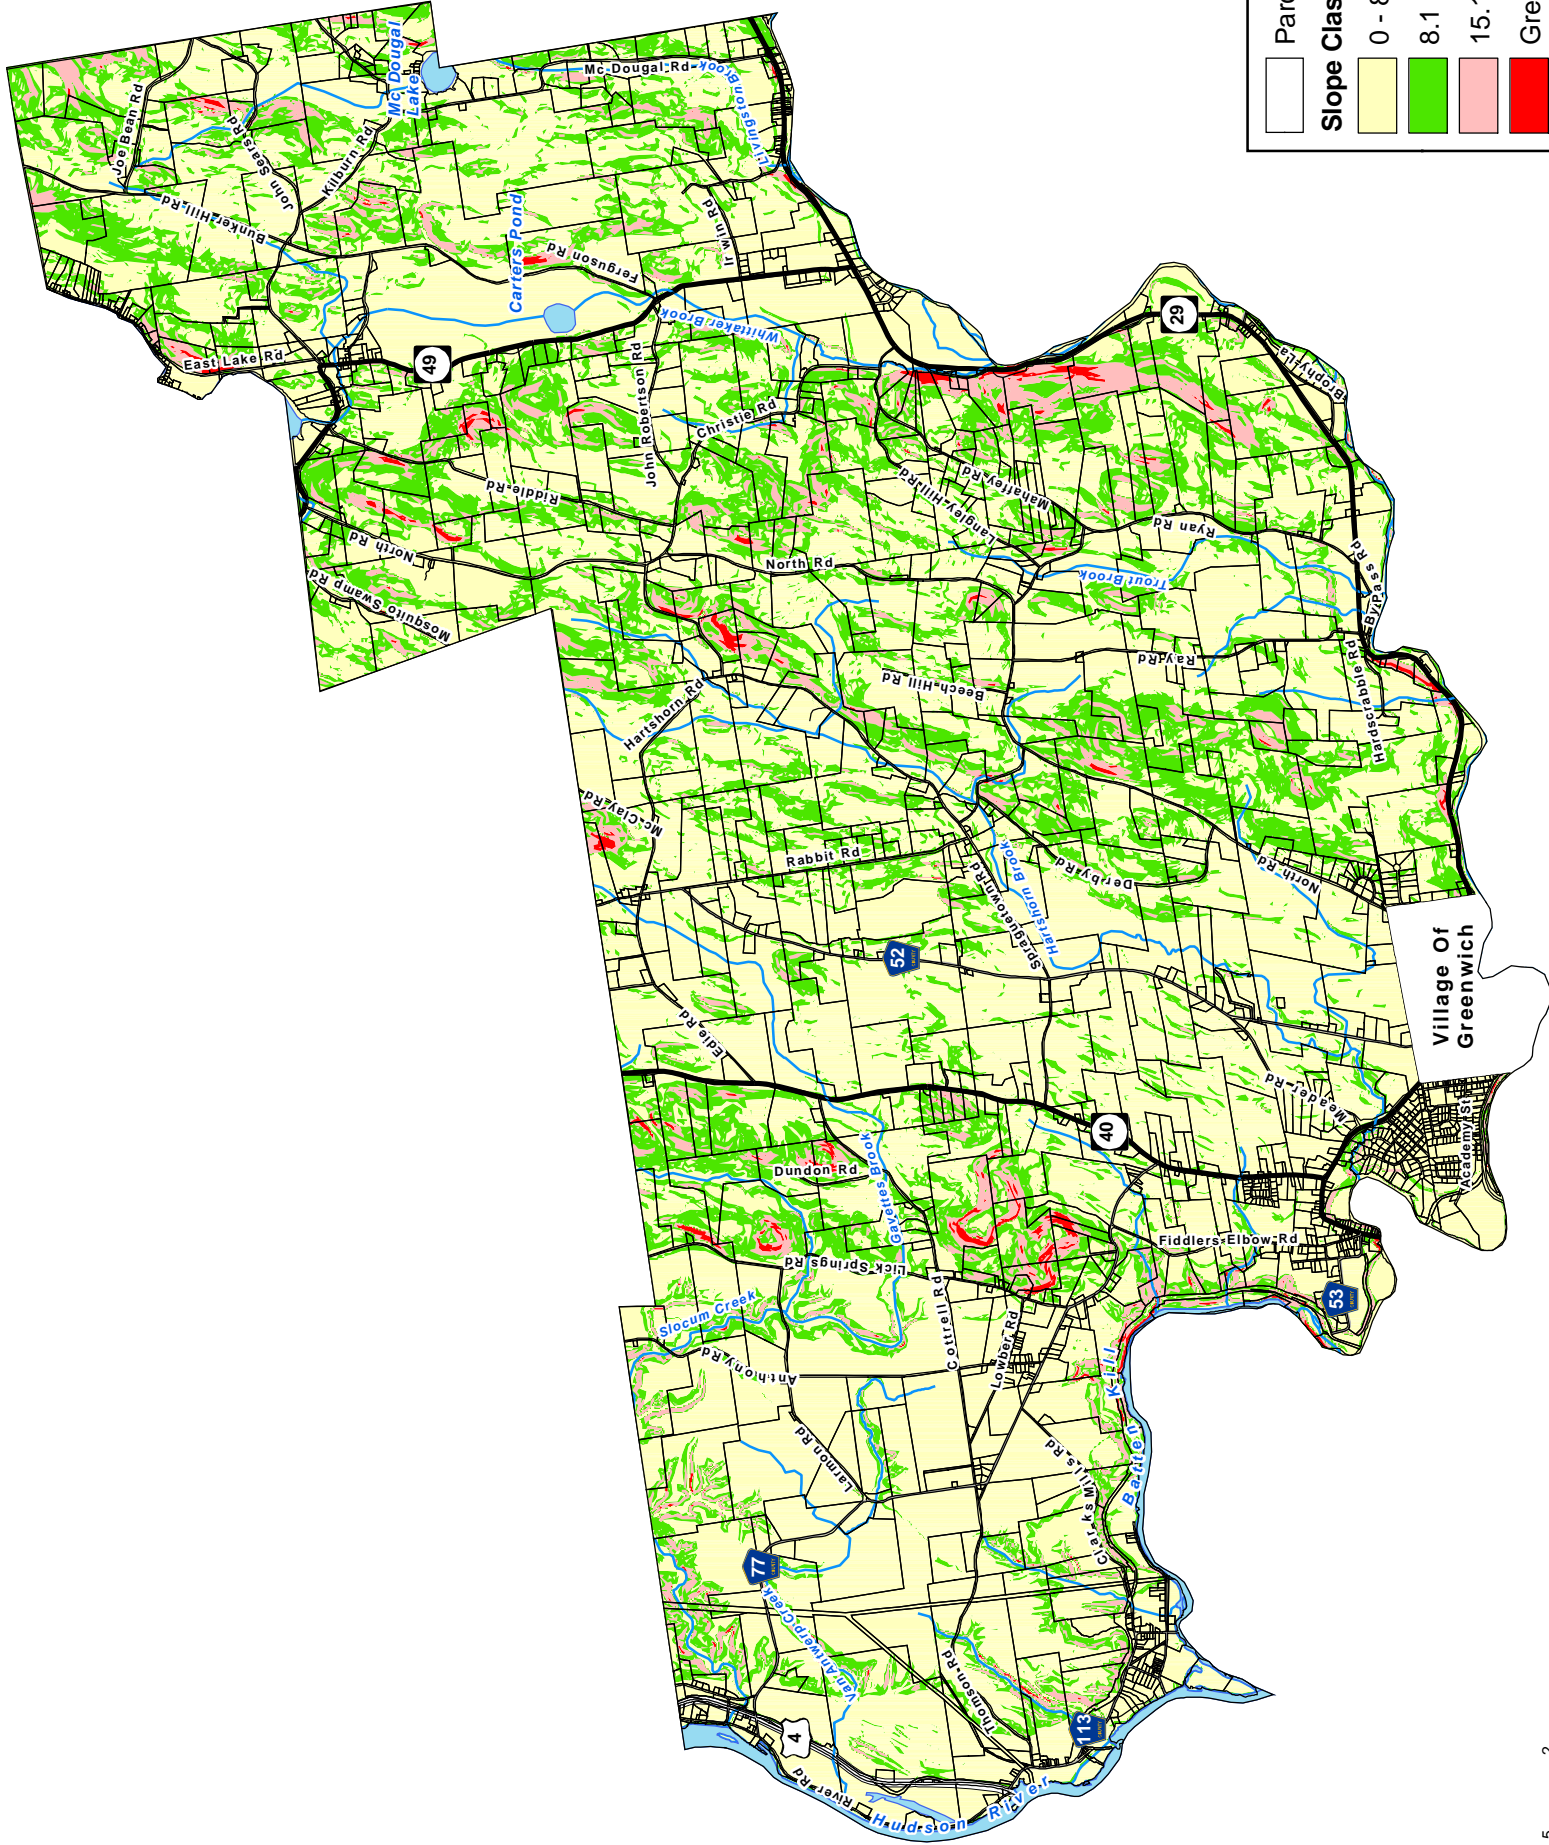 Mc Dougal
Lake
Joe Bean Rd
John Sears Rd
Kilburn Rd
Bunker Hill Rd
Mc Dougal Rd
Livingston Brook
Carters Pond
Ferguson Rd
Irwin Rd
East Lake Rd
49
Whittaker Brook
John Robertson Rd
Christie Rd
Riddle Rd
North Rd
Mosquito Swamp Rd
29
Brophy La
Langley Hill Rd
Mahaffey Rd
Ryan Rd
Trout Brook
North Rd
By Pass Rd
Ray Rd
Hardscrabble Rd
Beech Hill Rd
Hartshorn Rd
Mc Clay Rd
Rabbit Rd
Derby Rd
North Rd
Hartshorn Brook
Spraguetown Rd
52
Edie Rd
Village Of
Greenwich
Meader Rd
Academy St
40
Dundon Rd
Gavettes Brook
Fiddlers Elbow Rd
Lick Springs Rd
53
Slocum Creek
Cottrell Rd
Lowber Rd
Anthony Rd
Batten Kill
Larmon Rd
Clarks Mills Rd
77
Van Antwerp Creek
Thomson Rd
113
4
River Rd
Hudson River
Slope Clas
0 - 8
8.1
15.1
Gre
5
2